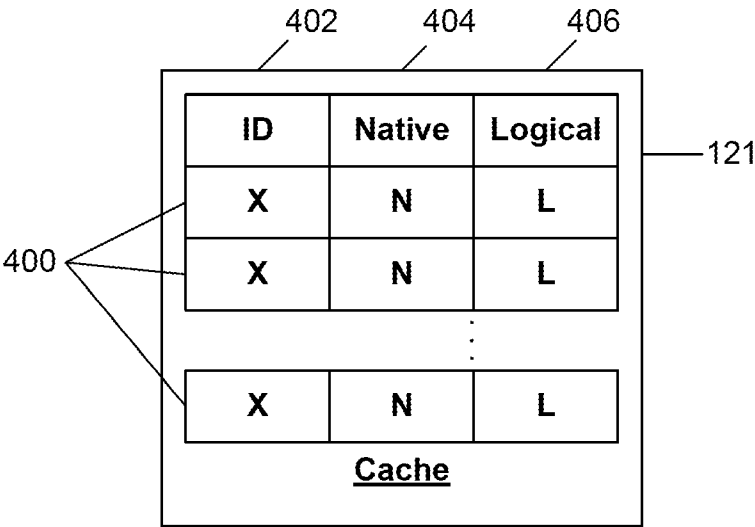 402 404 406
ID Native Logical
121
X N L
400
X N L
X N L
Cache